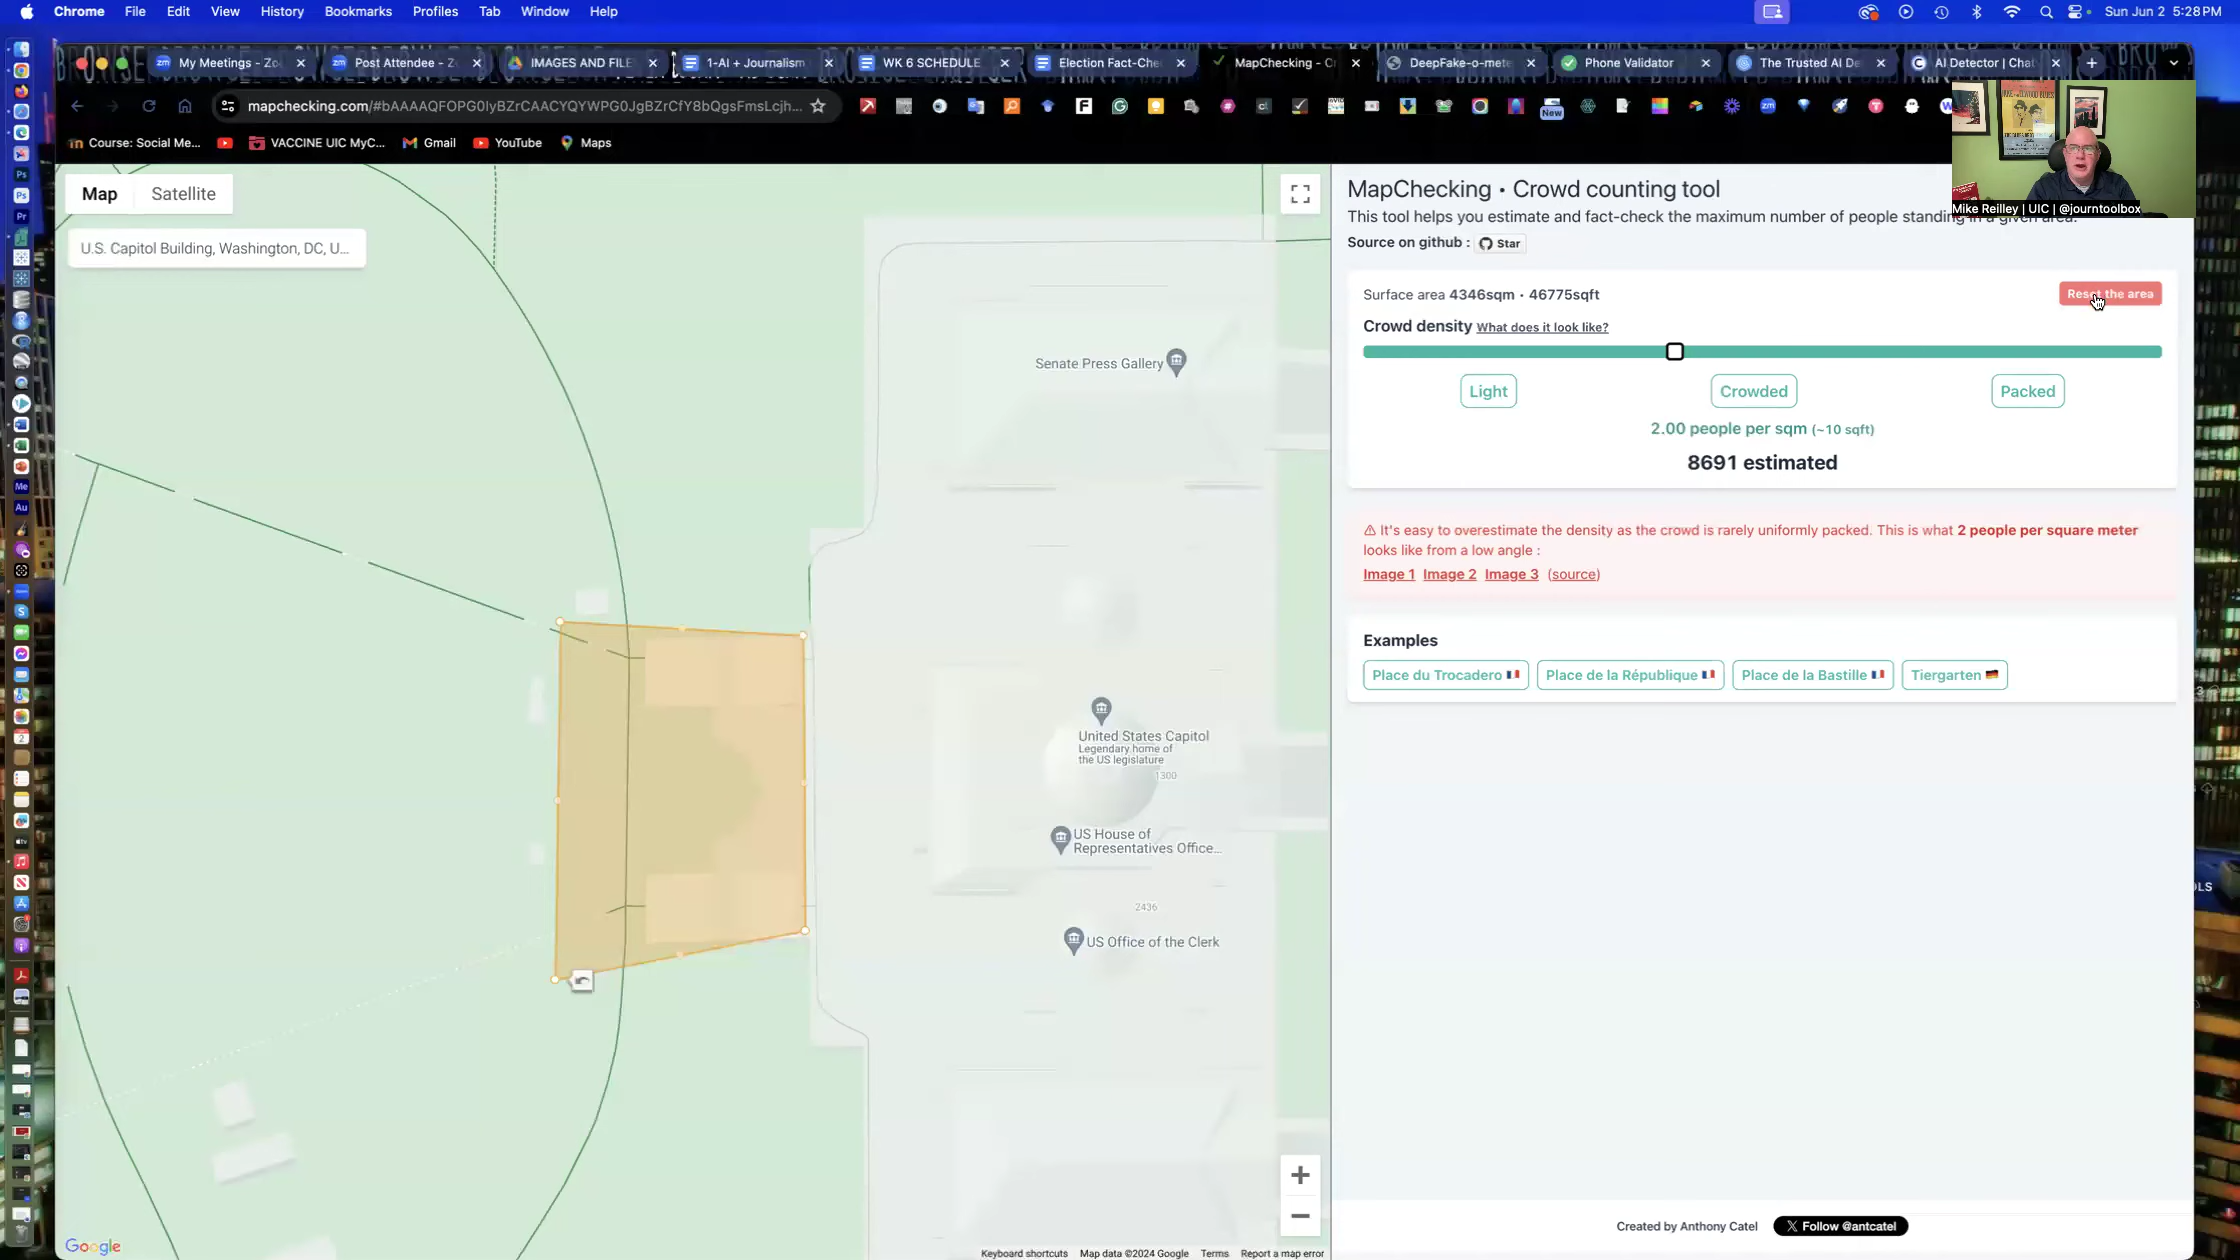 Chrome File Edit View History Bookmarks Profiles Tab Window Help
Sun Jun 2 5:28 PM
My Meetings - Zo
Post Attendee - Z
IMAGES AND FILE
1-AI + Journalism
WK 6 SCHEDULE
Election Fact-Che
MapChecking - Cr
DeepFake-o-mete
Phone Validator
The Trusted AI De
AI Detector | Chat
mapchecking.com/#bAAAAQFOPG0IyBZrCAACYQYWPG0JgBZrCfY8bQgsFmsLcjh...
New
Course: Social Me...
VACCINE UIC MyC...
Gmail
YouTube
Maps
Mike Reilley | UIC | @journtoolbox
Map Satellite
U.S. Capitol Building, Washington, DC, U...
Senate Press Gallery
United States Capitol
Legendary home of
the US legislature
1300
US House of
Representatives Office...
2436
US Office of the Clerk
Google
Keyboard shortcuts Map data ©2024 Google Terms Report a map error
MapChecking • Crowd counting tool
This tool helps you estimate and fact-check the maximum number of people standing in a given area.
Source on github : Star
Surface area 4346sqm • 46775sqft
Reset the area
Crowd density What does it look like?
Light Crowded Packed
2.00 people per sqm (~10 sqft)
8691 estimated
⚠ It's easy to overestimate the density as the crowd is rarely uniformly packed. This is what 2 people per square meter
looks like from a low angle :
Image 1 Image 2 Image 3 (source)
Examples
Place du Trocadero Place de la République Place de la Bastille Tiergarten
Created by Anthony Catel Follow @antcatel